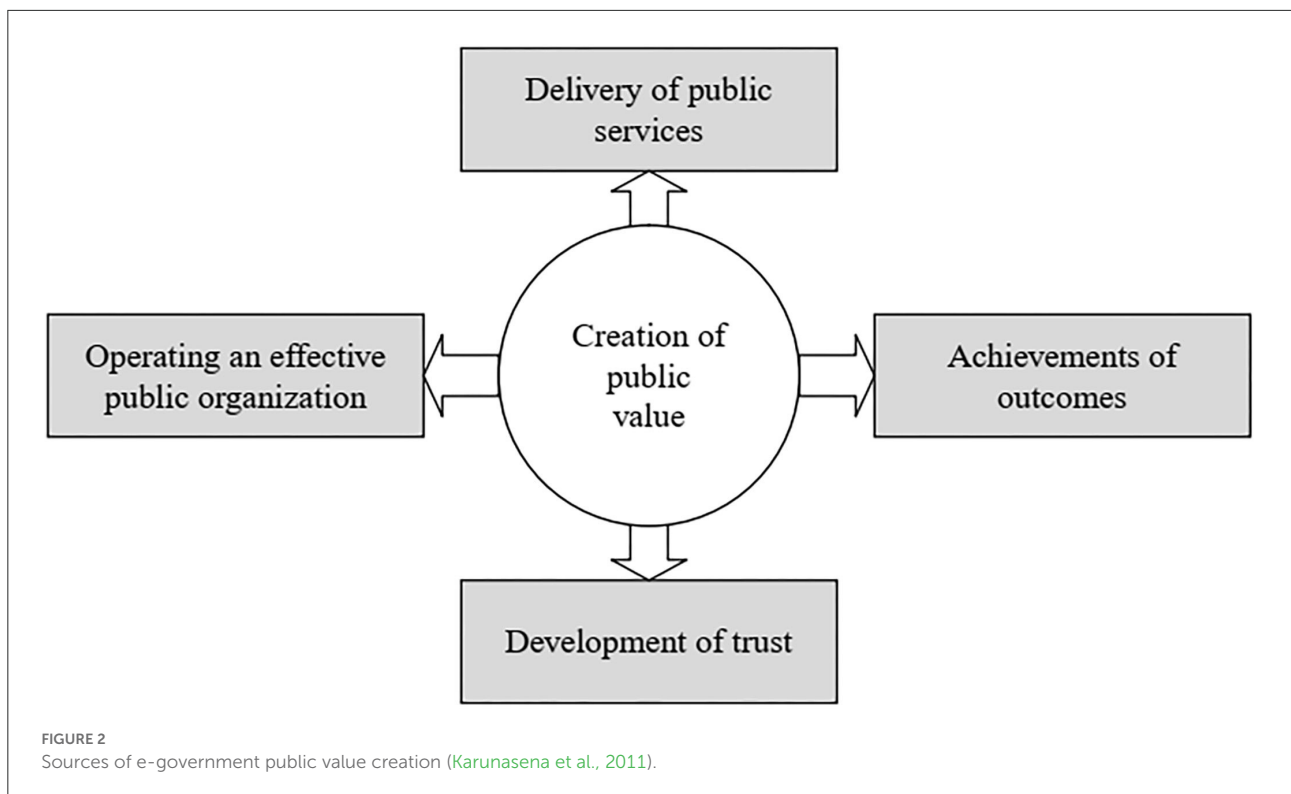 Delivery of public
services
Operating an effective
public organization
Creation of
public
value
Achievements of
outcomes
Development of trust
FIGURE 2
Sources of e-government public value creation (Karunasena et al., 2011).